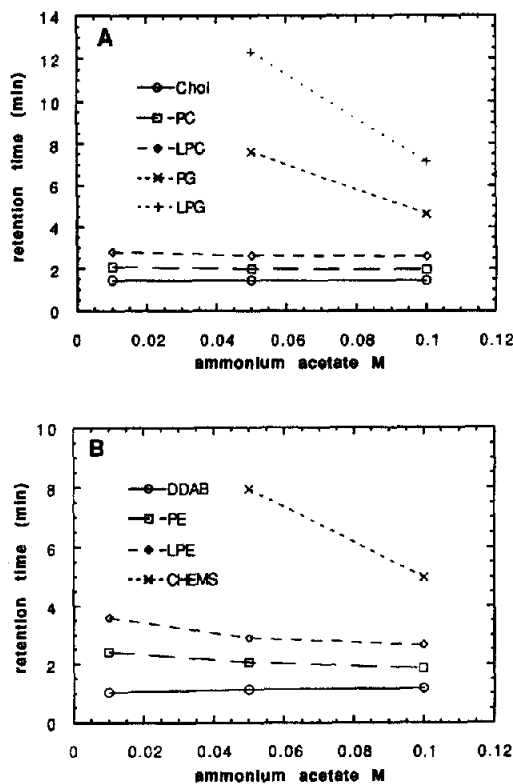 14
12
10
8
6
4
2
0
retention time (min)
A
Chol
PC
LPC
PG
LPG
0 0.02 0.04 0.06 0.08 0.1 0.12
ammonium acetate M
10
8
6
4
2
0
retention time (min)
B
DDAB
PE
LPE
CHEMS
0 0.02 0.04 0.06 0.08 0.1 0.12
ammonium acetate M